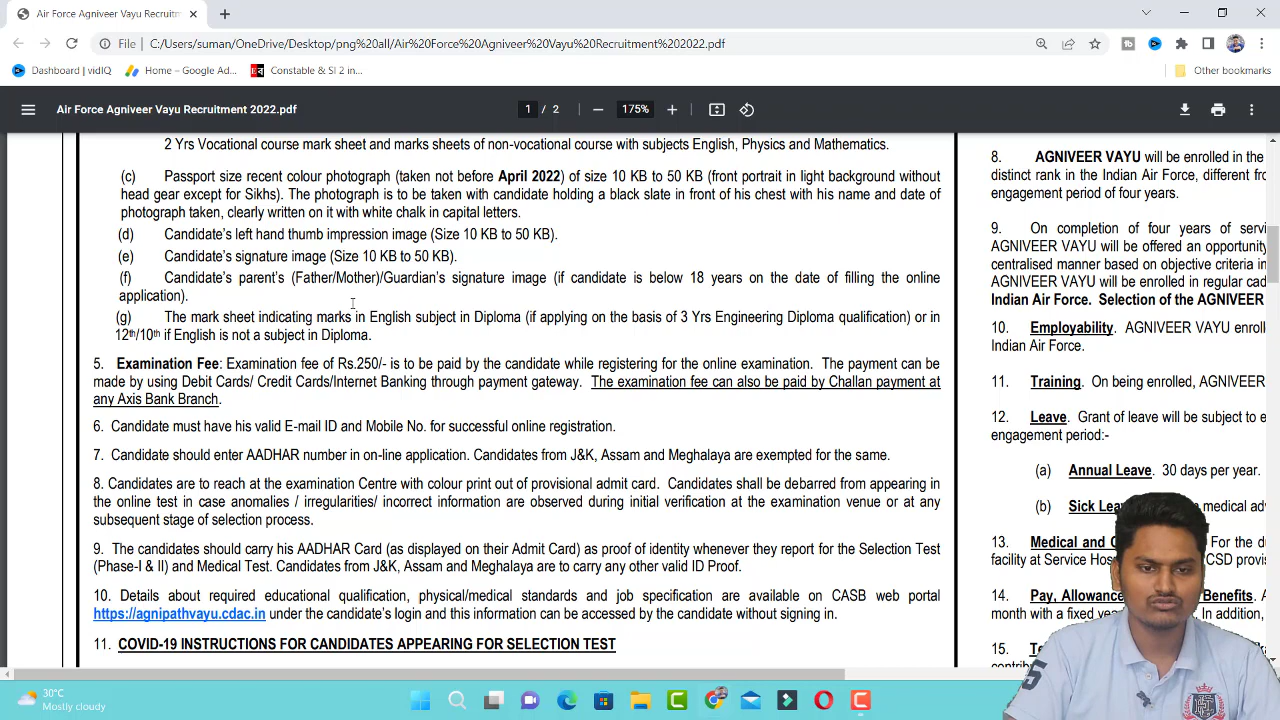 Air Force Agniveer Vayu Recruitm
File
C:/Users/suman/OneDrive/Desktop/png%20all/Air%20Force%20Agniveer%20Vayu%20Recruitment%202022.pdf
Dashboard | vidIQ
Home – Google Ad...
Constable & SI 2 in...
Other bookmarks
Air Force Agniveer Vayu Recruitment 2022.pdf
1 / 2
175%
2 Yrs Vocational course mark sheet and marks sheets of non-vocational course with subjects English, Physics and Mathematics.
(c) Passport size recent colour photograph (taken not before April 2022) of size 10 KB to 50 KB (front portrait in light background without
head gear except for Sikhs). The photograph is to be taken with candidate holding a black slate in front of his chest with his name and date of
photograph taken, clearly written on it with white chalk in capital letters.
(d) Candidate's left hand thumb impression image (Size 10 KB to 50 KB).
(e) Candidate's signature image (Size 10 KB to 50 KB).
(f) Candidate's parent's (Father/Mother)/Guardian's signature image (if candidate is below 18 years on the date of filling the online
application).
(g) The mark sheet indicating marks in English subject in Diploma (if applying on the basis of 3 Yrs Engineering Diploma qualification) or in
12th/10th if English is not a subject in Diploma.
5. Examination Fee: Examination fee of Rs.250/- is to be paid by the candidate while registering for the online examination. The payment can be
made by using Debit Cards/ Credit Cards/Internet Banking through payment gateway. The examination fee can also be paid by Challan payment at
any Axis Bank Branch.
6. Candidate must have his valid E-mail ID and Mobile No. for successful online registration.
7. Candidate should enter AADHAR number in on-line application. Candidates from J&K, Assam and Meghalaya are exempted for the same.
8. Candidates are to reach at the examination Centre with colour print out of provisional admit card. Candidates shall be debarred from appearing in
the online test in case anomalies / irregularities/ incorrect information are observed during initial verification at the examination venue or at any
subsequent stage of selection process.
9. The candidates should carry his AADHAR Card (as displayed on their Admit Card) as proof of identity whenever they report for the Selection Test
(Phase-I & II) and Medical Test. Candidates from J&K, Assam and Meghalaya are to carry any other valid ID Proof.
10. Details about required educational qualification, physical/medical standards and job specification are available on CASB web portal
https://agnipathvayu.cdac.in under the candidate's login and this information can be accessed by the candidate without signing in.
11. COVID-19 INSTRUCTIONS FOR CANDIDATES APPEARING FOR SELECTION TEST
8. AGNIVEER VAYU will be enrolled in the
distinct rank in the Indian Air Force, different fro
engagement period of four years.
9. On completion of four years of servi
AGNIVEER VAYU will be offered an opportunity
centralised manner based on objective criteria in
AGNIVEER VAYU will be enrolled in regular cad
Indian Air Force. Selection of the AGNIVEER
10. Employability. AGNIVEER VAYU enroll
Indian Air Force.
11. Training. On being enrolled, AGNIVEER
12. Leave. Grant of leave will be subject to e
engagement period:-
(a) Annual Leave. 30 days per year.
(b) Sick Lea medical adv
13. Medical and C For the d
facility at Service Hos CSD provis
14. Pay, Allowanc Benefits. A
month with a fixed yea In addition,
15. Te
contrib
30°C
Mostly cloudy